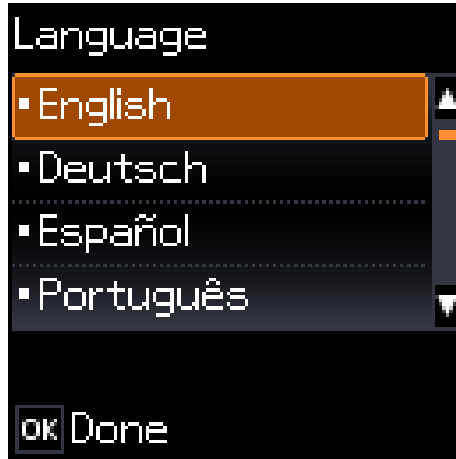 Language
▪English
▪Deutsch
▪Español
▪Português
OK Done